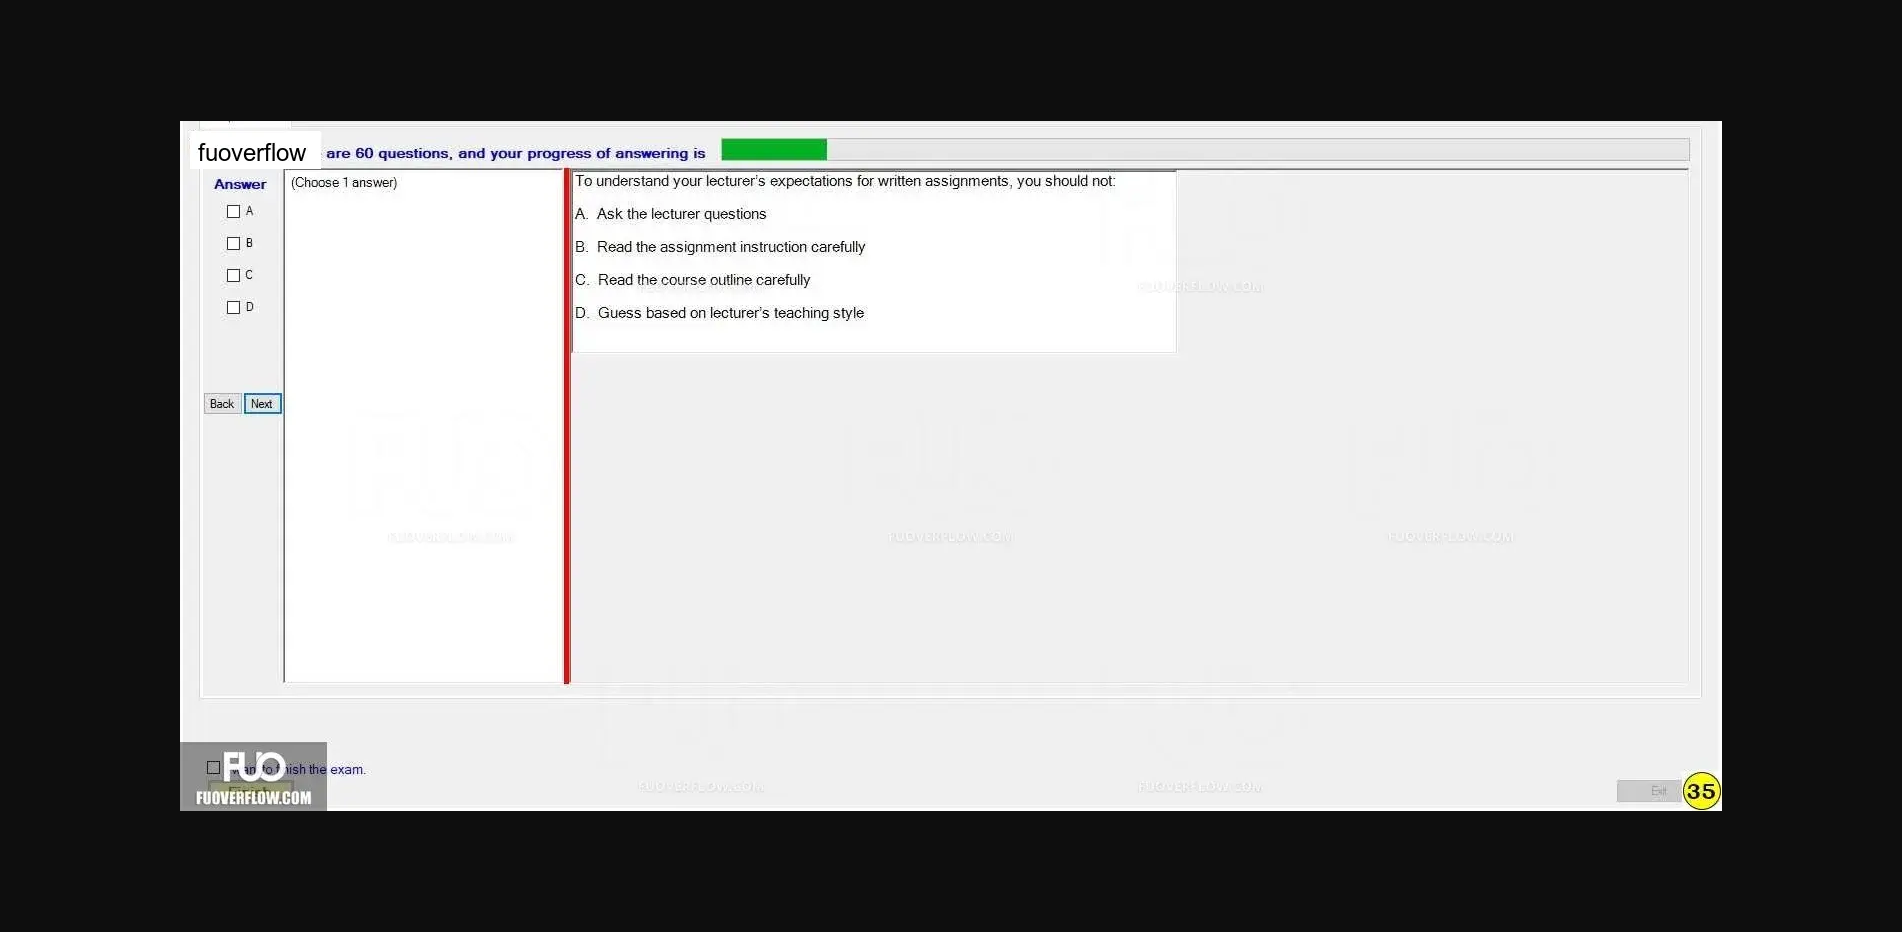 fuoverflow are 60 questions, and your progress of answering is
Answer
A
B
C
D
Back Next
(Choose 1 answer)
To understand your lecturer’s expectations for written assignments, you should not:
A. Ask the lecturer questions
B. Read the assignment instruction carefully
C. Read the course outline carefully
D. Guess based on lecturer’s teaching style
FUOVERFLOW.COM
FUOVERFLOW.COM FUOVERFLOW.COM FUOVERFLOW.COM
FUO
want to finish the exam.
FUOVERFLOW.COM
FUOVERFLOW.COM FUOVERFLOW.COM
Exit 35